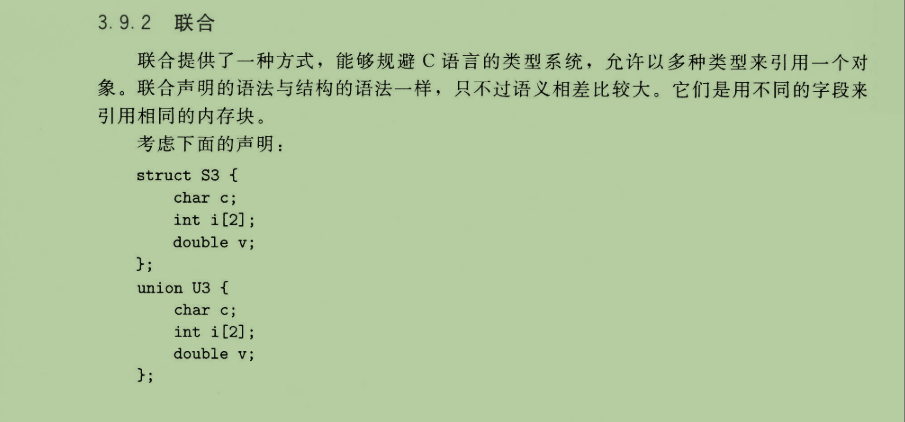 3.9.2 联合
联合提供了一种方式，能够规避 C 语言的类型系统，允许以多种类型来引用一个对
象。联合声明的语法与结构的语法一样，只不过语义相差比较大。它们是用不同的字段来
引用相同的内存块。
考虑下面的声明：
struct S3 {
char c;
int i[2];
double v;
};
union U3 {
char c;
int i[2];
double v;
};